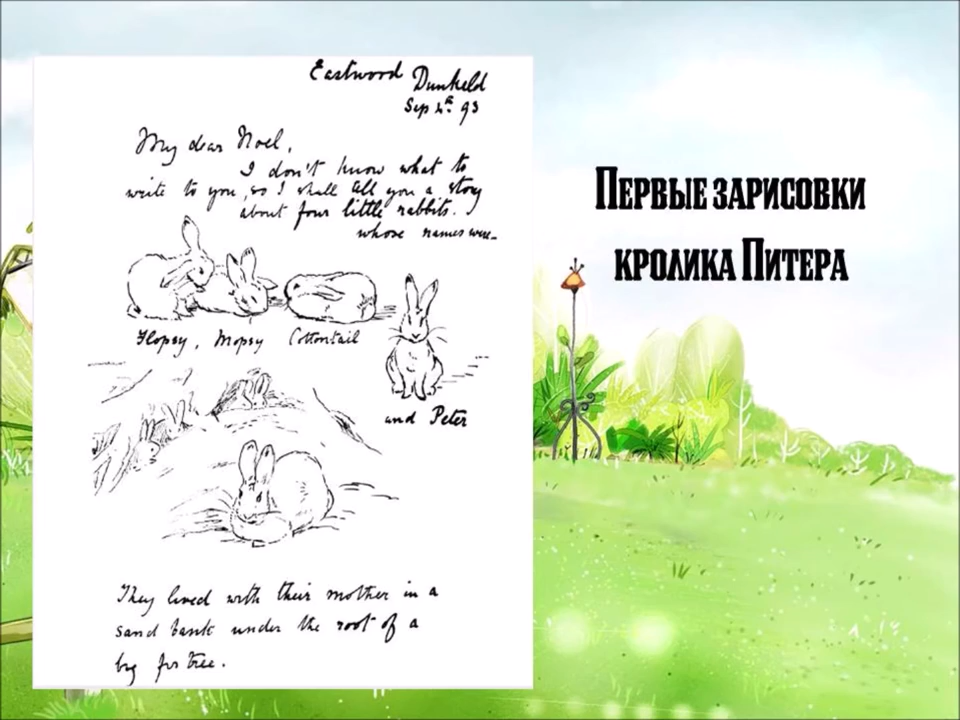 Eastwood Dunkeld
Sep 4th 93
My dear Noel,
I don't know what to
write to you, so I shall tell you a story
about four little rabbits.
whose names were_
Flopsy, Mopsy Cottontail
and Peter
They lived with their mother in a
sand bank under the root of a
big fir tree.
ПЕРВЫЕ ЗАРИСОВКИ
КРОЛИКА ПИТЕРА